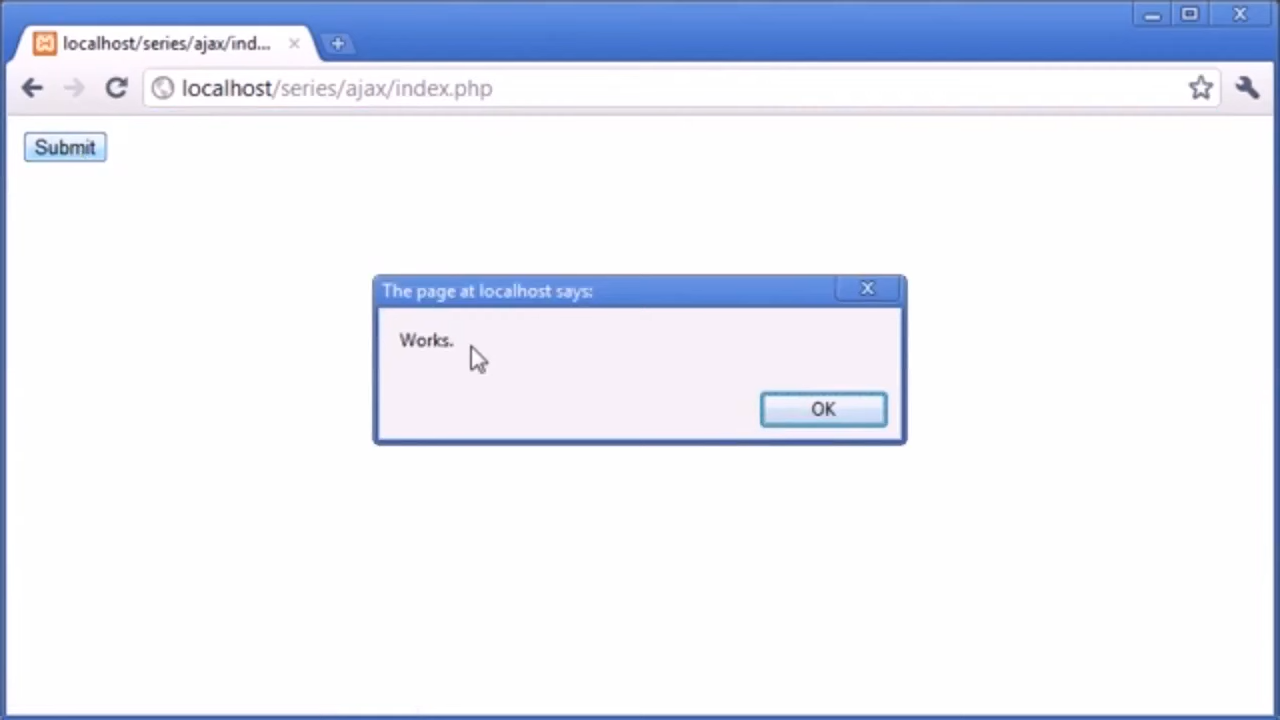 localhost/series/ajax/ind...
localhost/series/ajax/index.php
Submit
The page at localhost says:
Works.
OK